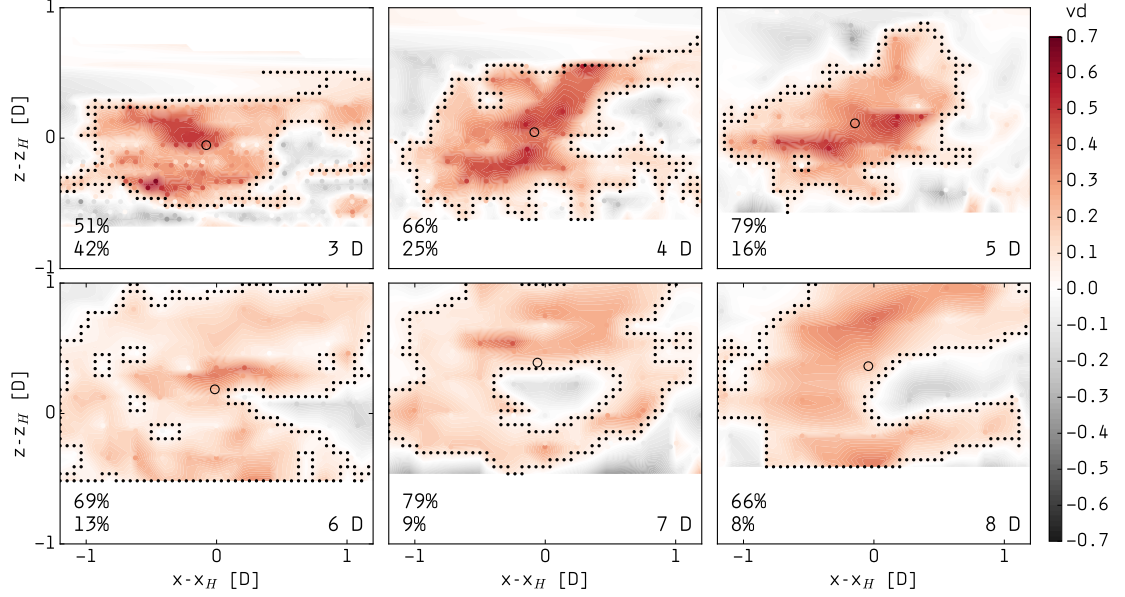 vd
1
0
−1
z-z_H [D]
51%
42%
3 D
66%
25%
4 D
79%
16%
5 D
1
0
−1
z-z_H [D]
69%
13%
6 D
79%
9%
7 D
66%
8%
8 D
−1 0 1
−1 0 1
−1 0 1
x-x_H [D]
x-x_H [D]
x-x_H [D]
0.7
0.6
0.5
0.4
0.3
0.2
0.1
0.0
−0.1
−0.2
−0.3
−0.4
−0.5
−0.6
−0.7